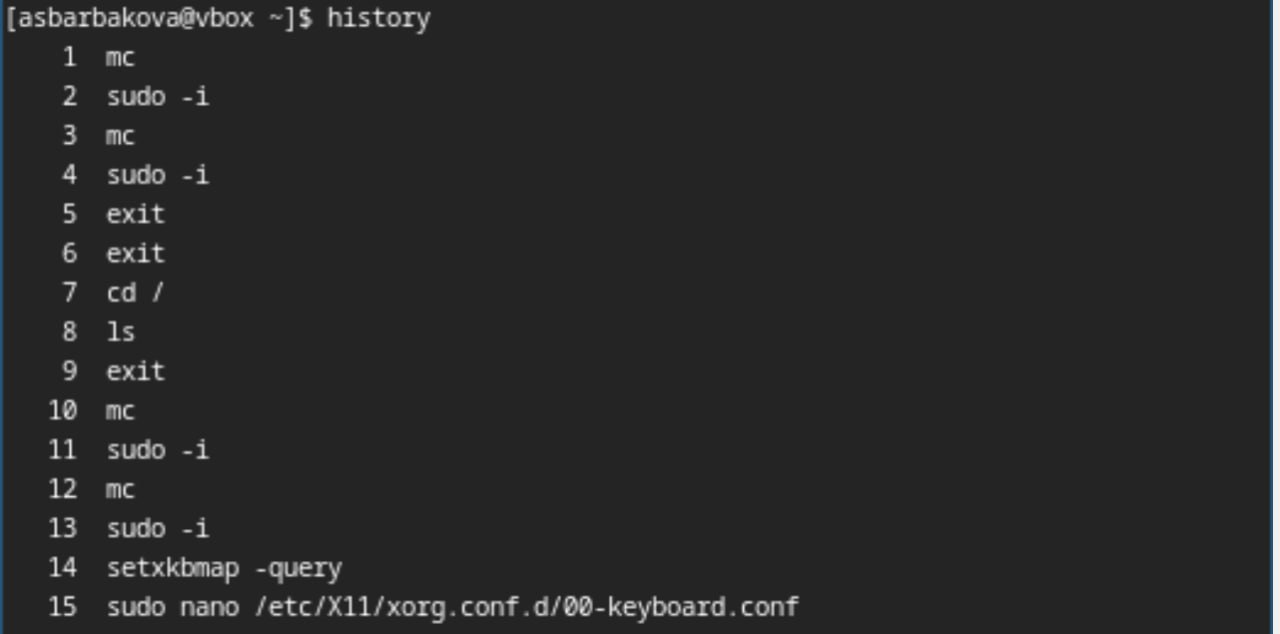 [asbarbakova@vbox ~]$ history
1 mc
2 sudo -i
3 mc
4 sudo -i
5 exit
6 exit
7 cd /
8 ls
9 exit
10 mc
11 sudo -i
12 mc
13 sudo -i
14 setxkbmap -query
15 sudo nano /etc/X11/xorg.conf.d/00-keyboard.conf